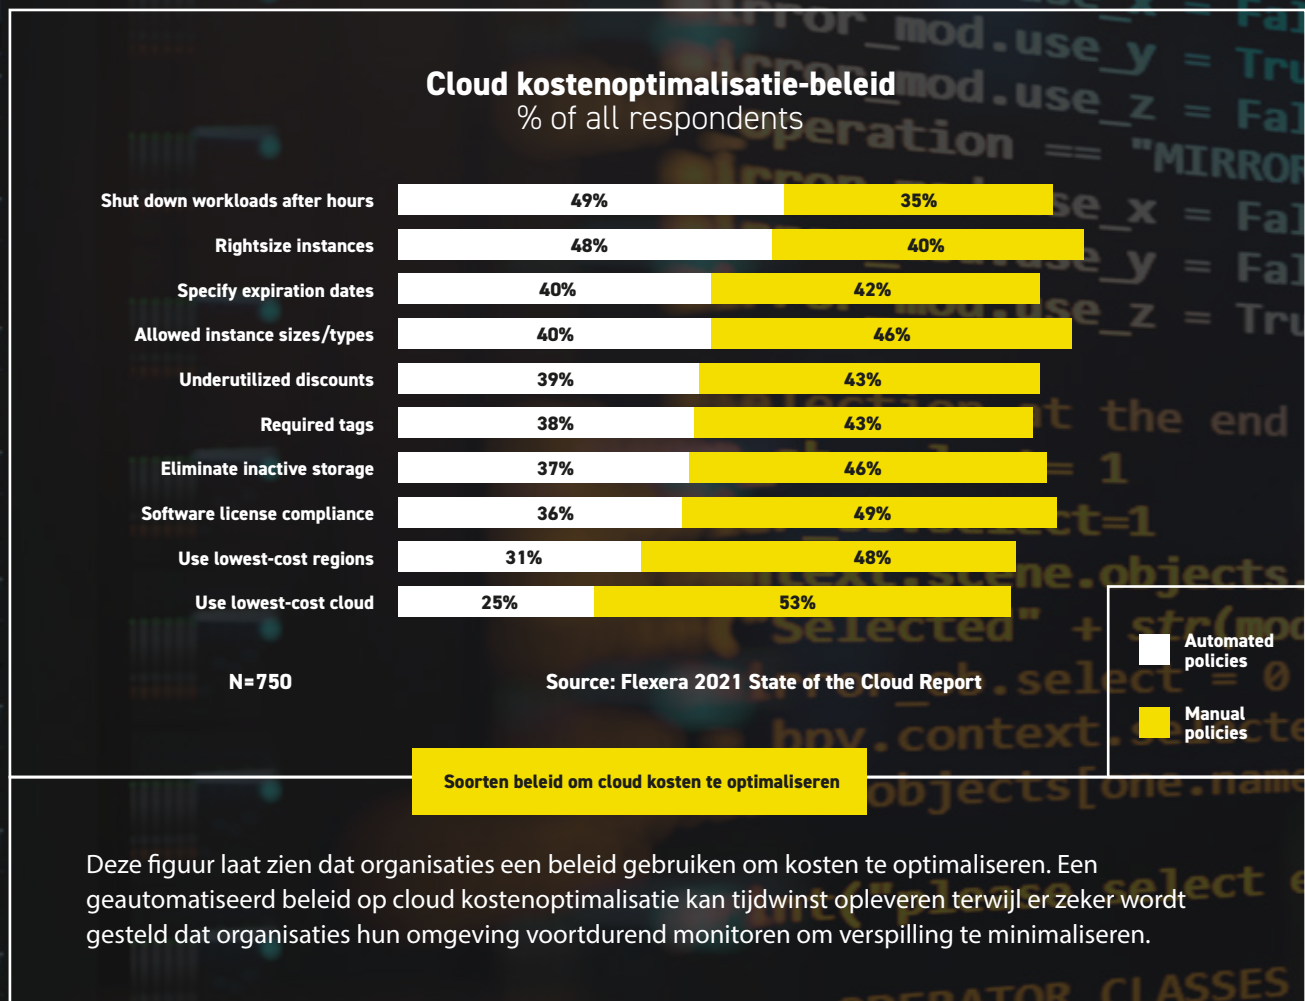 Cloud kostenoptimalisatie-beleid
% of all respondents
Shut down workloads after hours 49% 35%
Rightsize instances 48% 40%
Specify expiration dates 40% 42%
Allowed instance sizes/types 40% 46%
Underutilized discounts 39% 43%
Required tags 38% 43%
Eliminate inactive storage 37% 46%
Software license compliance 36% 49%
Use lowest-cost regions 31% 48%
Use lowest-cost cloud 25% 53%
Automated
policies
Manual
policies
N=750
Source: Flexera 2021 State of the Cloud Report
Soorten beleid om cloud kosten te optimaliseren
Deze figuur laat zien dat organisaties een beleid gebruiken om kosten te optimaliseren. Een
geautomatiseerd beleid op cloud kostenoptimalisatie kan tijdwinst opleveren terwijl er zeker wordt
gesteld dat organisaties hun omgeving voortdurend monitoren om verspilling te minimaliseren.